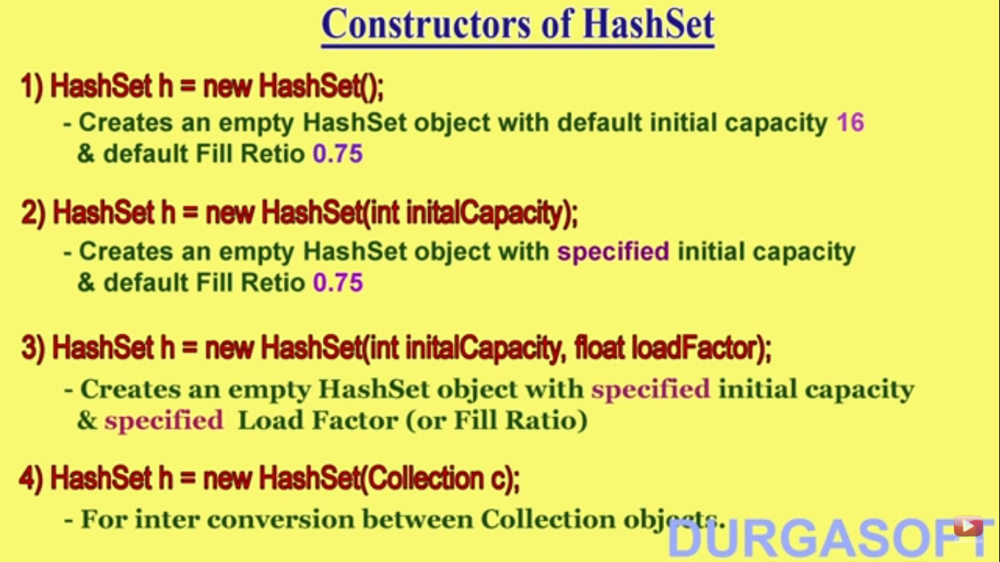 Constructors of HashSet
1) HashSet h = new HashSet();
- Creates an empty HashSet object with default initial capacity 16
& default Fill Retio 0.75
2) HashSet h = new HashSet(int initalCapacity);
- Creates an empty HashSet object with specified initial capacity
& default Fill Retio 0.75
3) HashSet h = new HashSet(int initalCapacity, float loadFactor);
- Creates an empty HashSet object with specified initial capacity
& specified Load Factor (or Fill Ratio)
4) HashSet h = new HashSet(Collection c);
- For inter conversion between Collection objects.
DURGASOFT